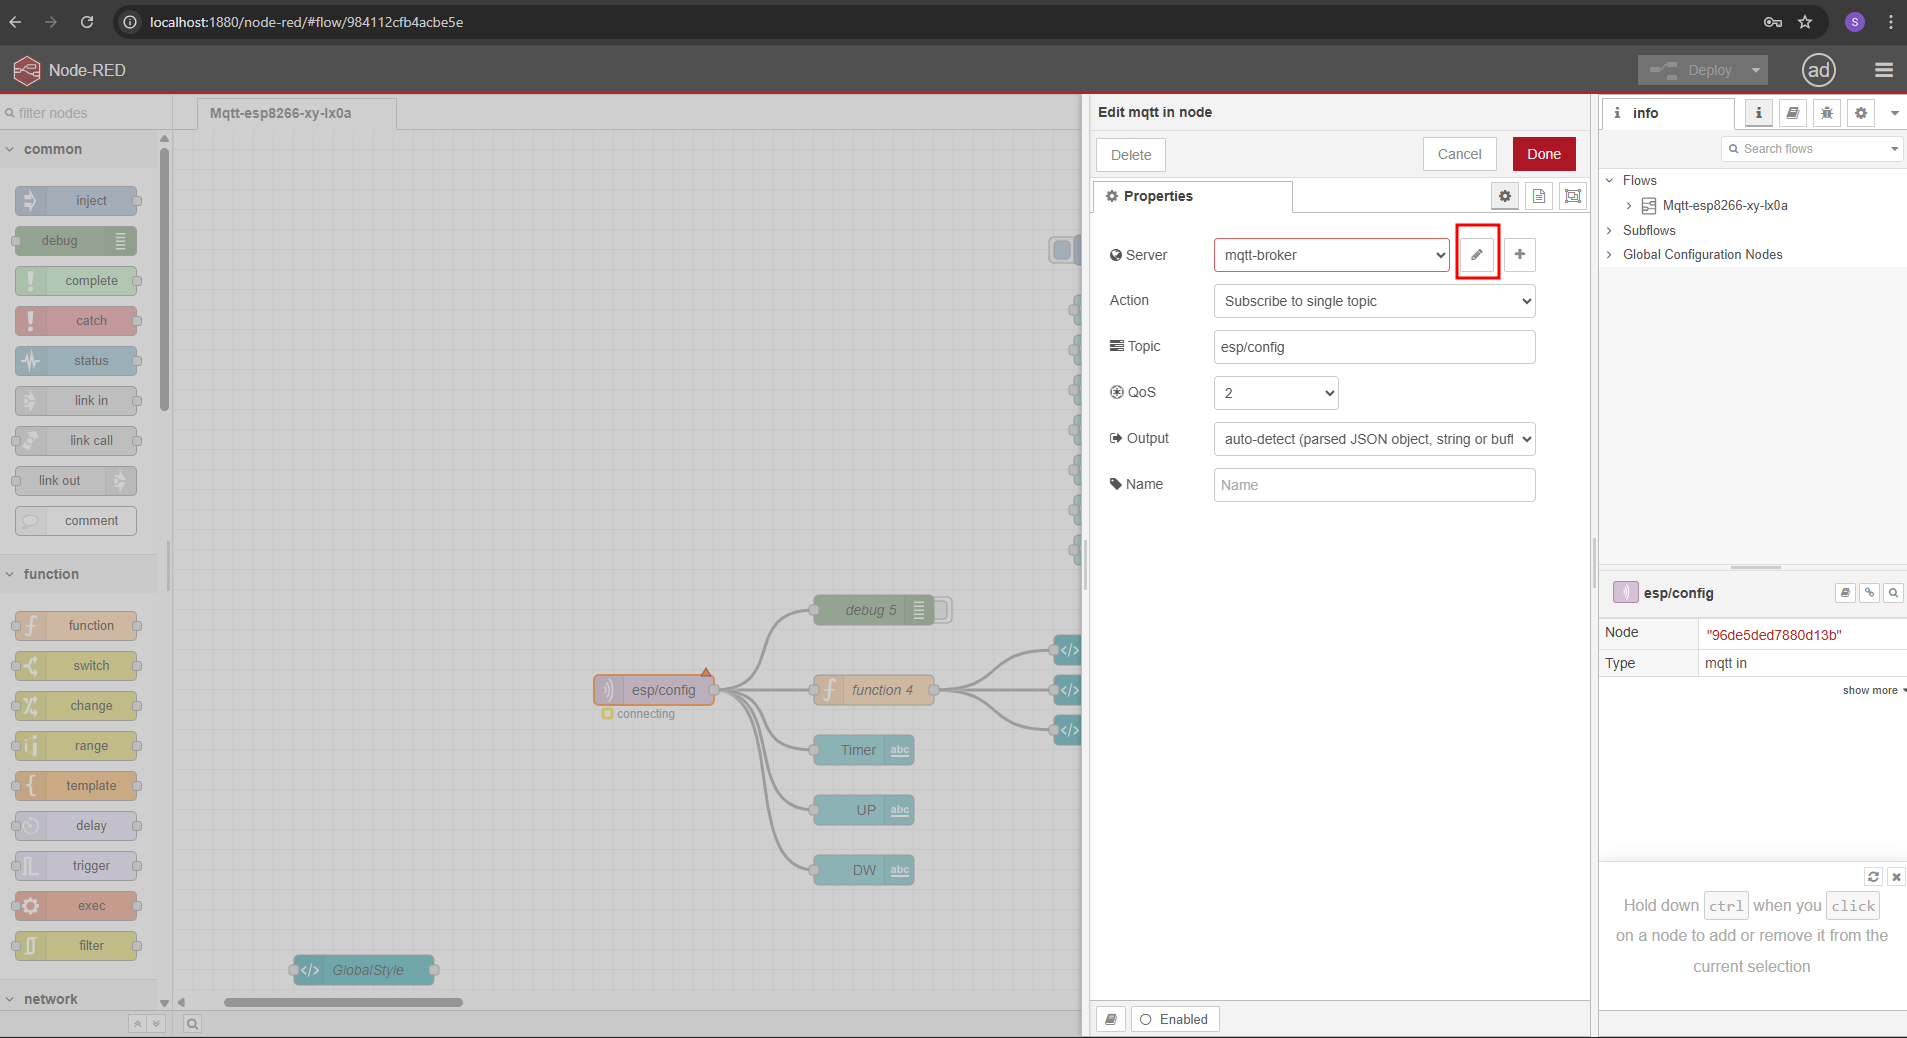 localhost:1880/node-red/#flow/984112cfb4acbe5e
S
Node-RED
Deploy
ad
filter nodes
common
inject
debug
complete
catch
status
link in
link call
link out
comment
function
function
switch
change
range
template
delay
trigger
exec
filter
network
Mqtt-esp8266-xy-lx0a
esp/config
connecting
debug 5
function 4
Timer
abc
UP
abc
DW
abc
GlobalStyle
Edit mqtt in node
Delete
Cancel
Done
Properties
Server
mqtt-broker
Action
Subscribe to single topic
Topic
esp/config
QoS
2
Output
auto-detect (parsed JSON object, string or buff
Name
Name
Enabled
info
Search flows
Flows
Mqtt-esp8266-xy-lx0a
Subflows
Global Configuration Nodes
esp/config
Node
"96de5ded7880d13b"
Type
mqtt in
show more
Hold down ctrl when you click
on a node to add or remove it from the
current selection